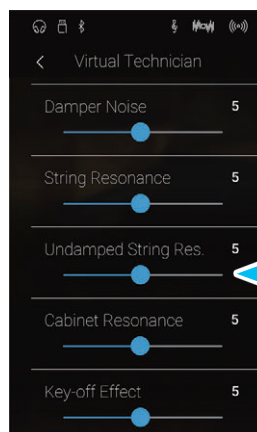 Virtual Technician
Damper Noise 5
String Resonance 5
Undamped String Res. 5
Cabinet Resonance 5
Key-off Effect 5